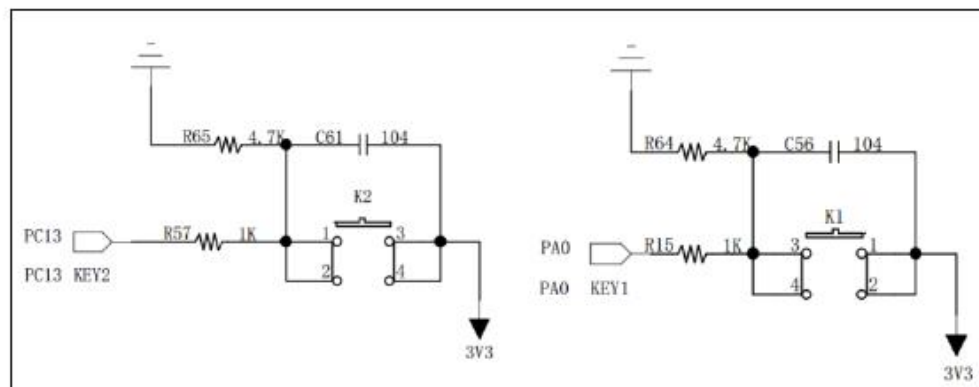 R65 4.7K C61 104
K2
PC13 R57 1K 1 3
PC13 KEY2 2 4
3V3
R64 4.7K C56 104
K1
PA0 R15 1K 3 1
PA0 KEY1 4 2
3V3